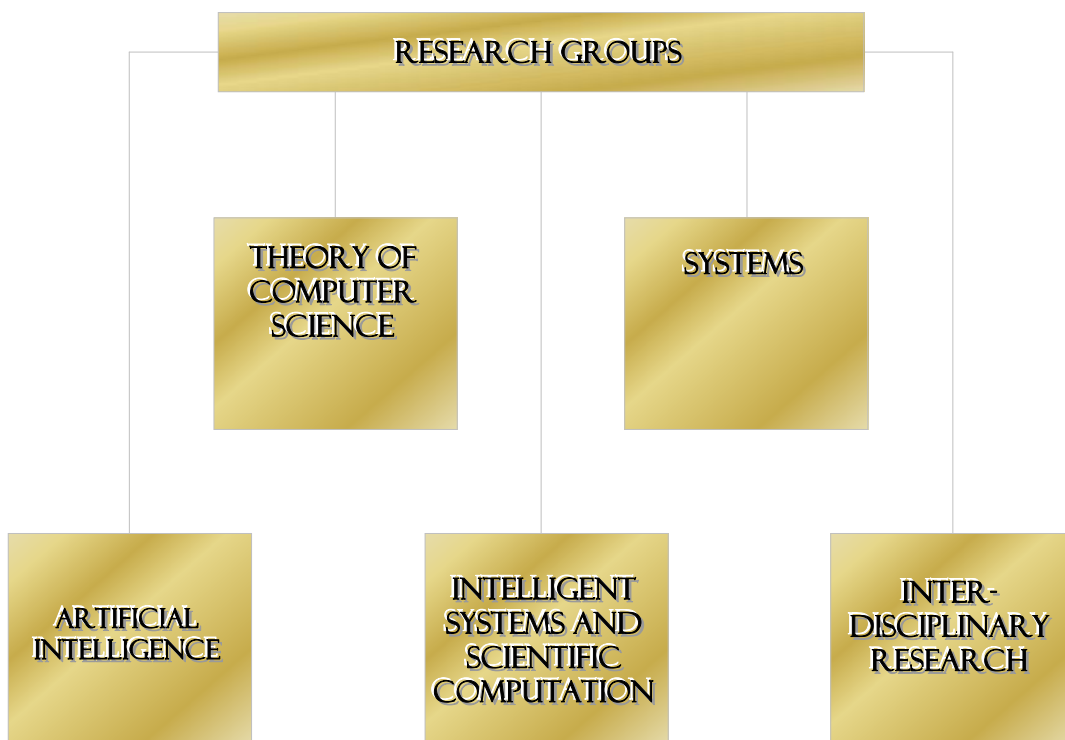 RESEARCH GROUPS
THEORY OF
COMPUTER
SCIENCE
SYSTEMS
ARTIFICIAL
INTELLIGENCE
INTELLIGENT
SYSTEMS AND
SCIENTIFIC
COMPUTATION
INTER-
DISCIPLINARY
RESEARCH